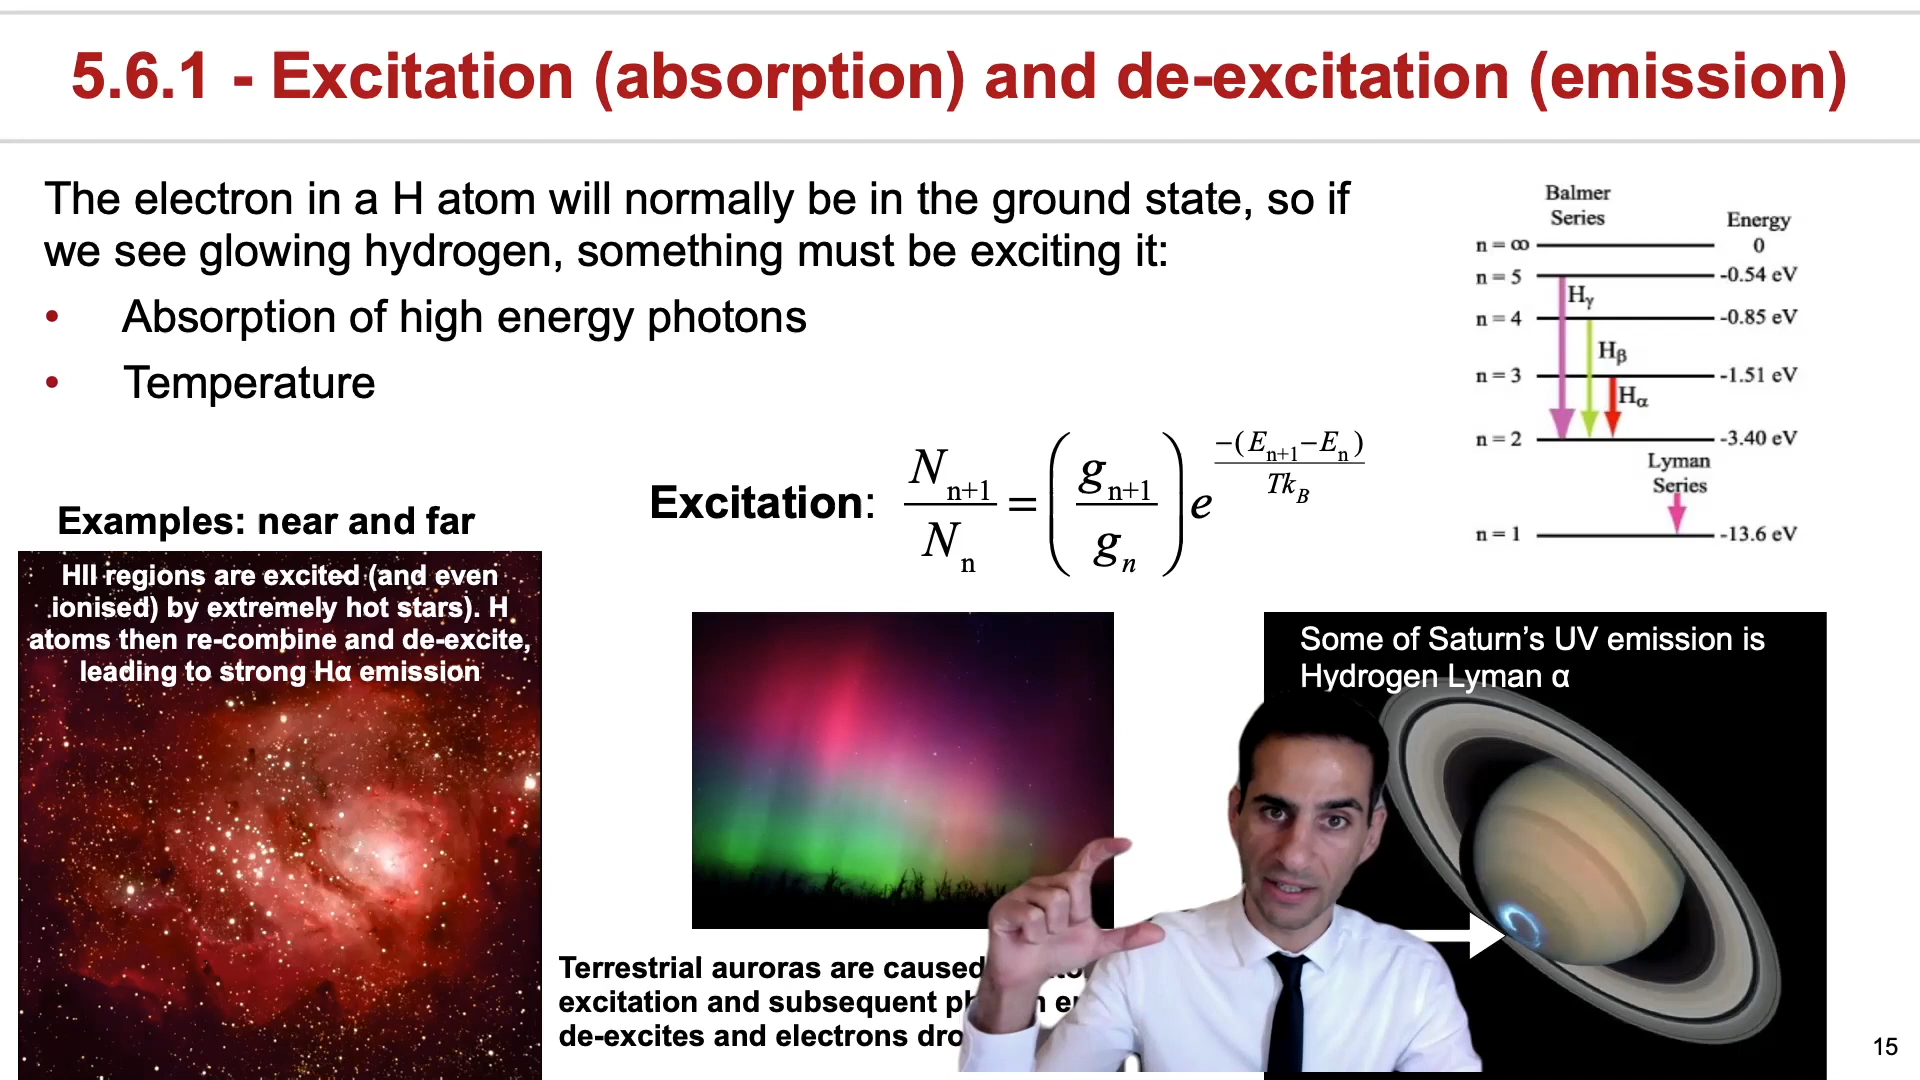 5.6.1 - Excitation (absorption) and de-excitation (emission)
The electron in a H atom will normally be in the ground state, so if
we see glowing hydrogen, something must be exciting it:
• Absorption of high energy photons
• Temperature
Excitation: N_{n+1}/N_n = (g_{n+1}/g_n) e^{-(E_{n+1}-E_n)/Tk_B}
Balmer
Series
Energy
n = ∞ 0
n = 5 -0.54 eV
Hγ
n = 4 -0.85 eV
Hβ
n = 3 -1.51 eV
Hα
n = 2 -3.40 eV
Lyman
Series
n = 1 -13.6 eV
Examples: near and far
HII regions are excited (and even
ionised) by extremely hot stars). H
atoms then re-combine and de-excite,
leading to strong Hα emission
Terrestrial auroras are caused
excitation and subsequent
de-excites and electrons
Some of Saturn’s UV emission is
Hydrogen Lyman α
15